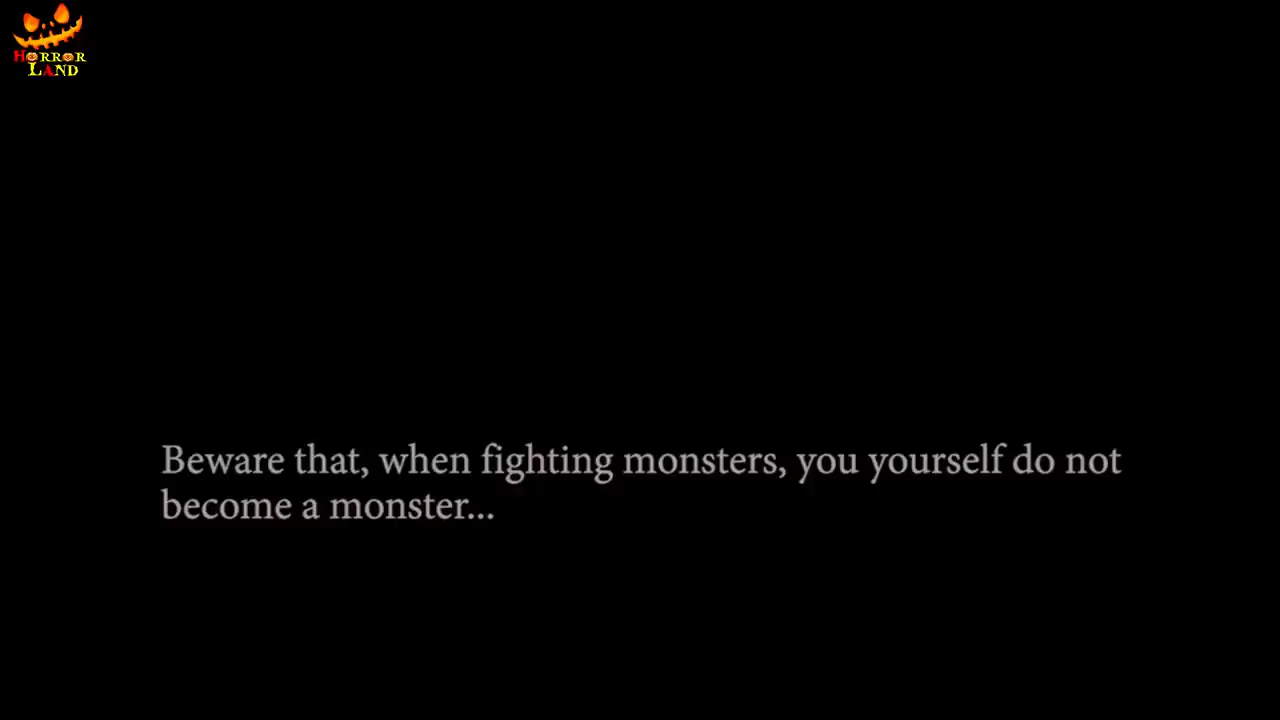 HORROR
LAND
Beware that, when fighting monsters, you yourself do not
become a monster...